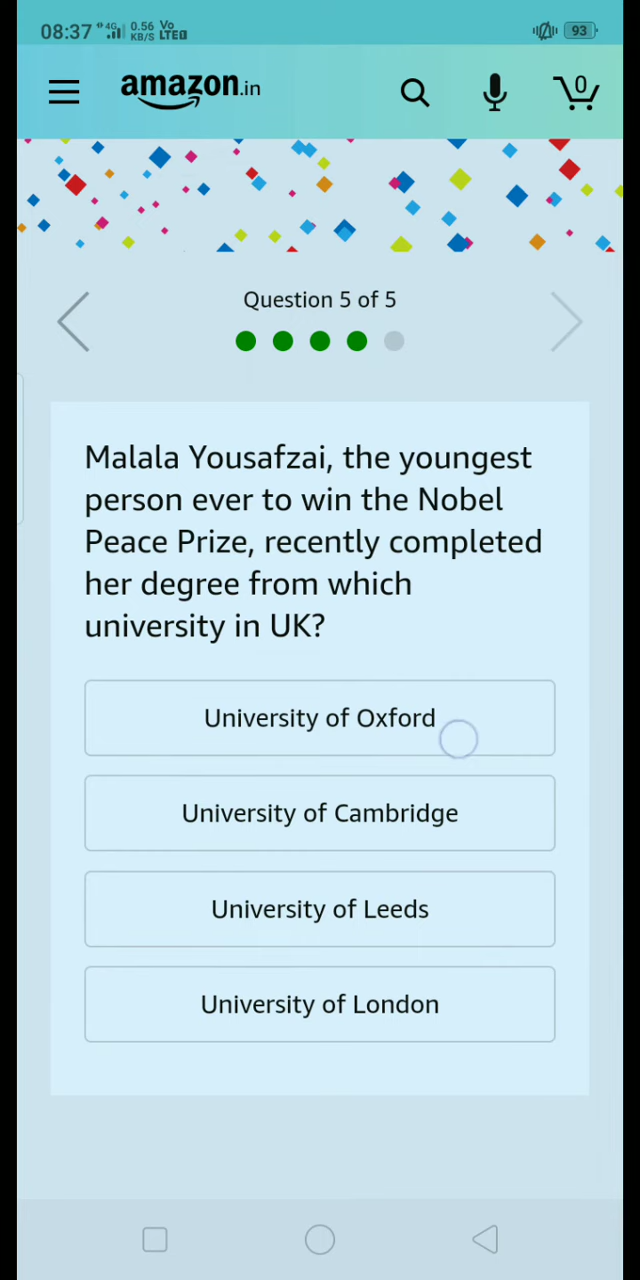 08:37 4G 0.56 KB/S Vo LTE 93
amazon.in 0
Question 5 of 5
Malala Yousafzai, the youngest
person ever to win the Nobel
Peace Prize, recently completed
her degree from which
university in UK?
University of Oxford
University of Cambridge
University of Leeds
University of London